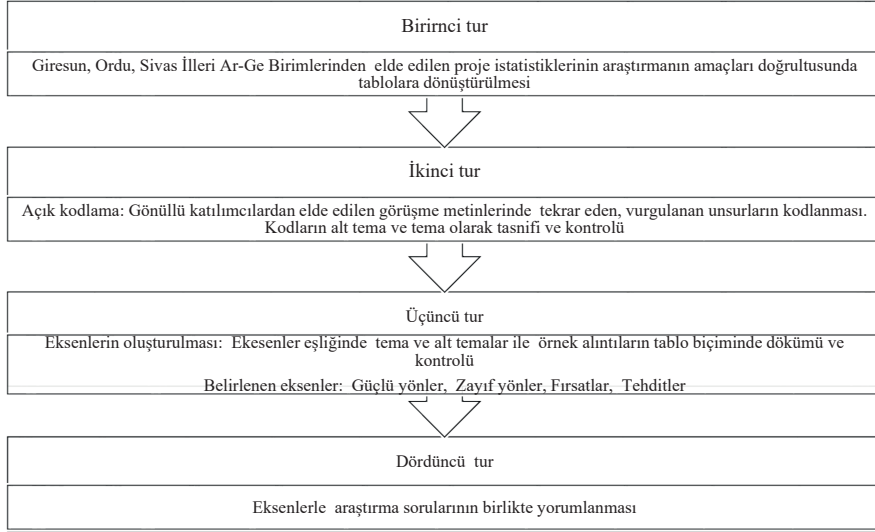 Birirnci tur
Giresun, Ordu, Sivas İlleri Ar-Ge Birimlerinden elde edilen proje istatistiklerinin araştırmanın amaçları doğrultusunda
tablolara dönüştürülmesi
İkinci tur
Açık kodlama: Gönüllü katılımcılardan elde edilen görüşme metinlerinde tekrar eden, vurgulanan unsurların kodlanması.
Kodların alt tema ve tema olarak tasnifi ve kontrolü
Üçüncü tur
Eksenlerin oluşturulması: Ekesenler eşliğinde tema ve alt temalar ile örnek alıntıların tablo biçiminde dökümü ve
kontrolü
Belirlenen eksenler: Güçlü yönler, Zayıf yönler, Fırsatlar, Tehditler
Dördüncü tur
Eksenlerle araştırma sorularının birlikte yorumlanması